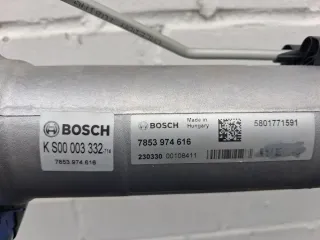 BOSCH
K S00 003 332
7853 974 616
BOSCH
Made in
Hungary
5801771591
7853 974 616
230330 00108411